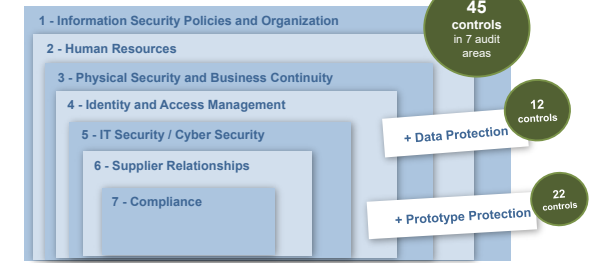 45
controls
in 7 audit
areas
1 - Information Security Policies and Organization
2 - Human Resources
3 - Physical Security and Business Continuity
4 - Identity and Access Management
5 - IT Security / Cyber Security
6 - Supplier Relationships
7 - Compliance
12
controls
+ Data Protection
22
controls
+ Prototype Protection